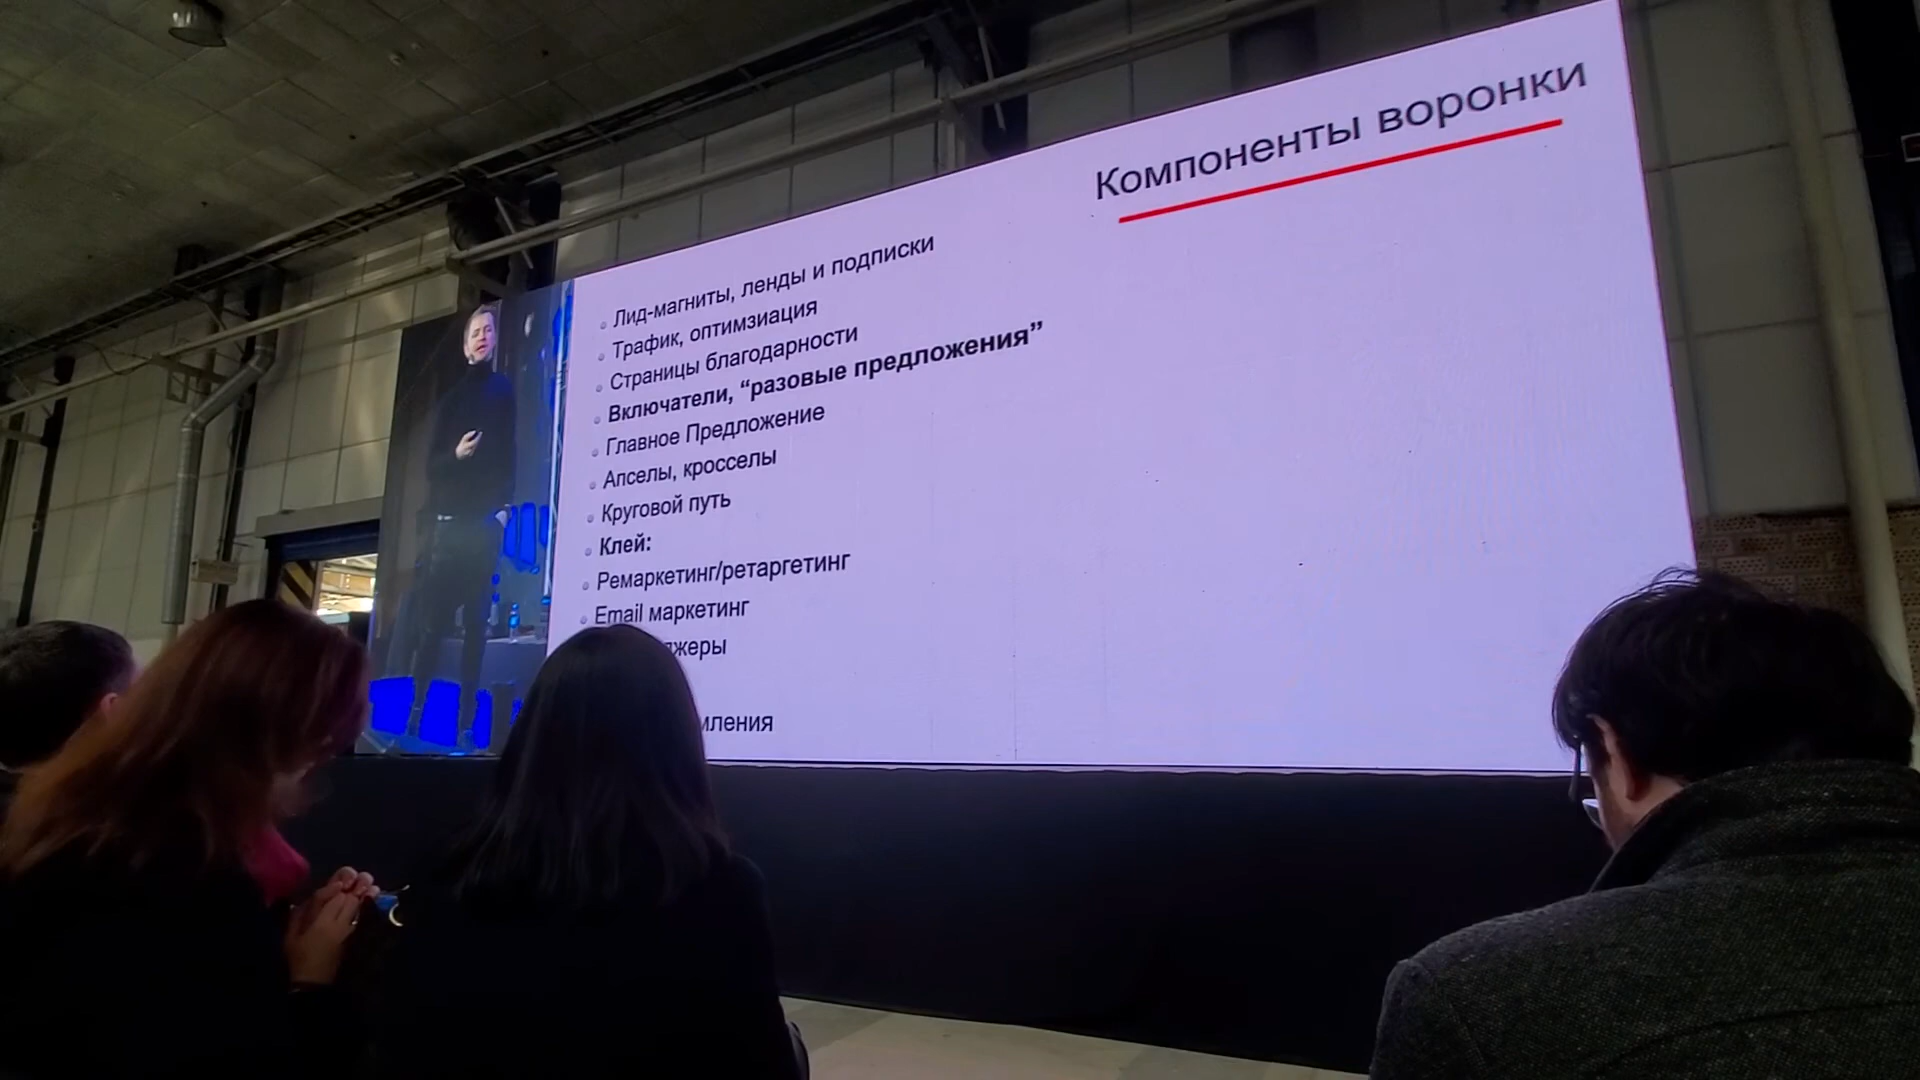 Компоненты воронки
Лид-магниты, ленды и подписки
Трафик, оптимзиация
Страницы благодарности
Включатели, “разовые предложения”
Главное Предложение
Апселы, кросселы
Круговой путь
Клей:
Ремаркетинг/ретаргетинг
Email маркетинг